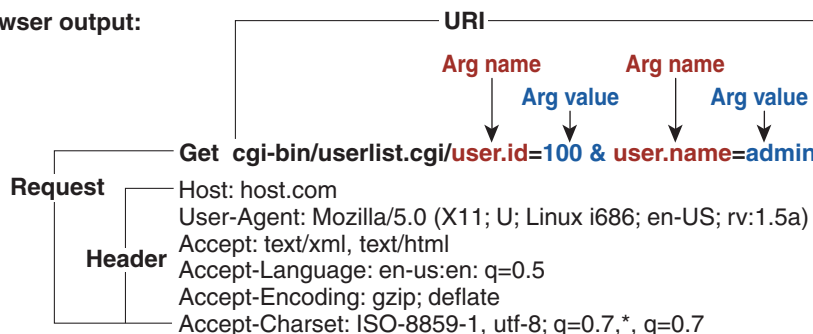 wser output:
URI
Arg name Arg name
Arg value Arg value
Get cgi-bin/userlist.cgi/user.id=100 & user.name=admin
Request
Host: host.com
User-Agent: Mozilla/5.0 (X11; U; Linux i686; en-US; rv:1.5a)
Accept: text/xml, text/html
Header
Accept-Language: en-us:en: q=0.5
Accept-Encoding: gzip; deflate
Accept-Charset: ISO-8859-1, utf-8; q=0.7,*, q=0.7